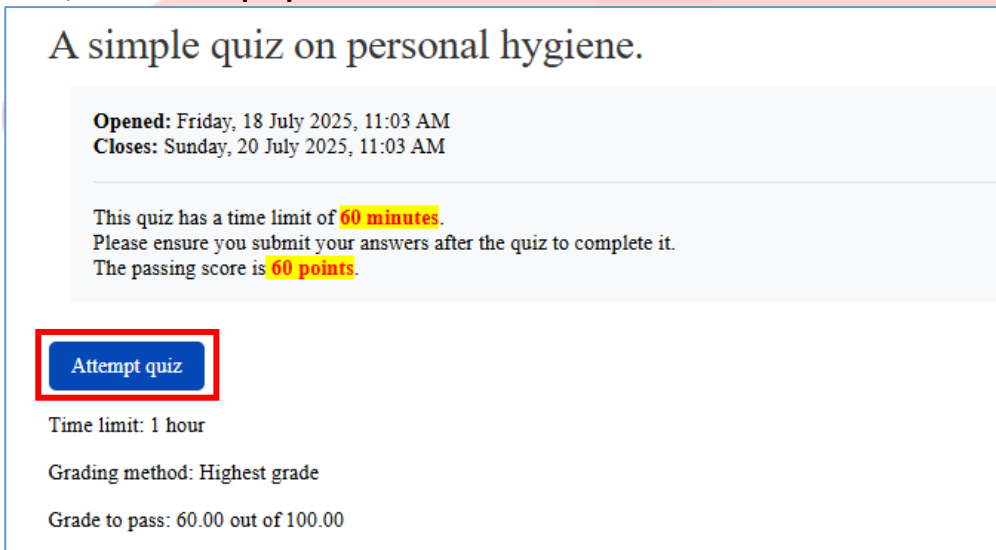 A simple quiz on personal hygiene.
Opened: Friday, 18 July 2025, 11:03 AM
Closes: Sunday, 20 July 2025, 11:03 AM
This quiz has a time limit of 60 minutes.
Please ensure you submit your answers after the quiz to complete it.
The passing score is 60 points.
Attempt quiz
Time limit: 1 hour
Grading method: Highest grade
Grade to pass: 60.00 out of 100.00